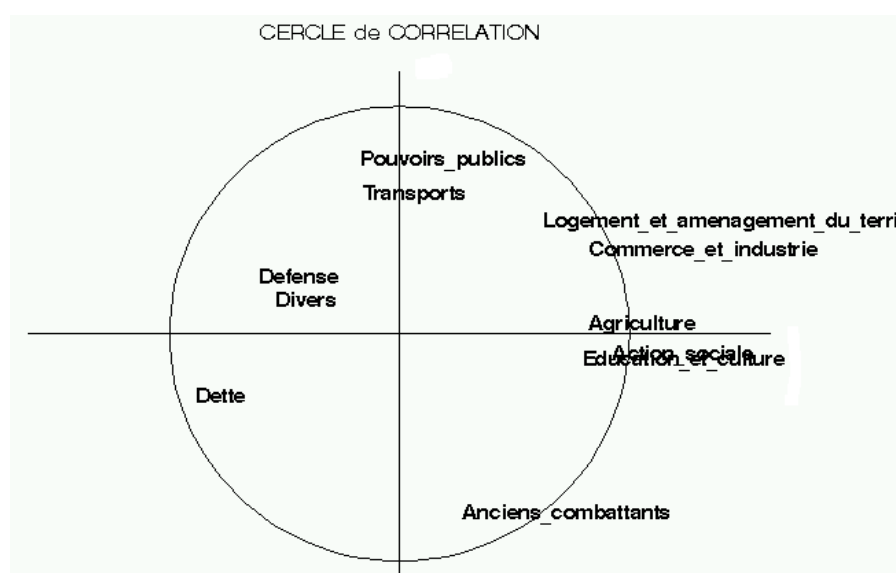 CERCLE de CORRELATION
Pouvoirs_publics
Transports
Logement_et_amenagement_du_terri
Commerce_et_industrie
Defense
Divers
Agriculture
Action_sociale
Education_et_culture
Dette
Anciens_combattants